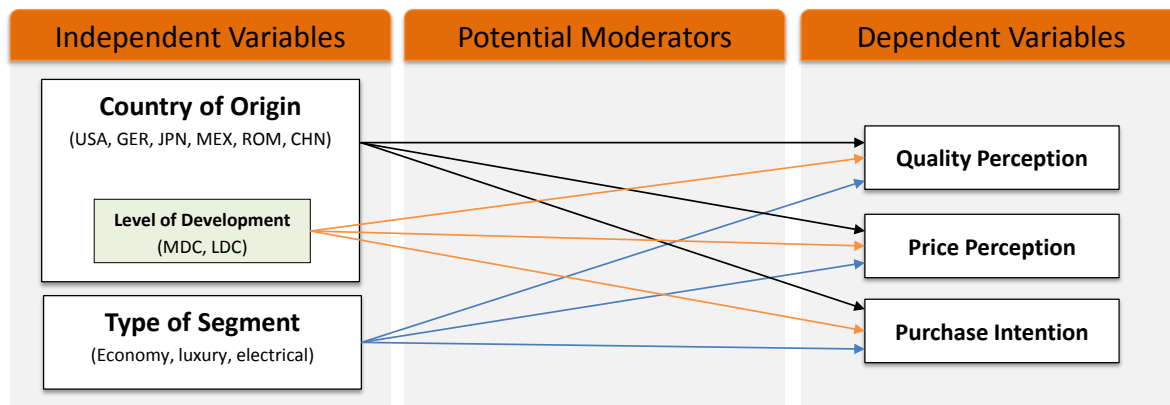 Independent Variables
Potential Moderators
Dependent Variables
Country of Origin
(USA, GER, JPN, MEX, ROM, CHN)
Level of Development
(MDC, LDC)
Type of Segment
(Economy, luxury, electrical)
Quality Perception
Price Perception
Purchase Intention